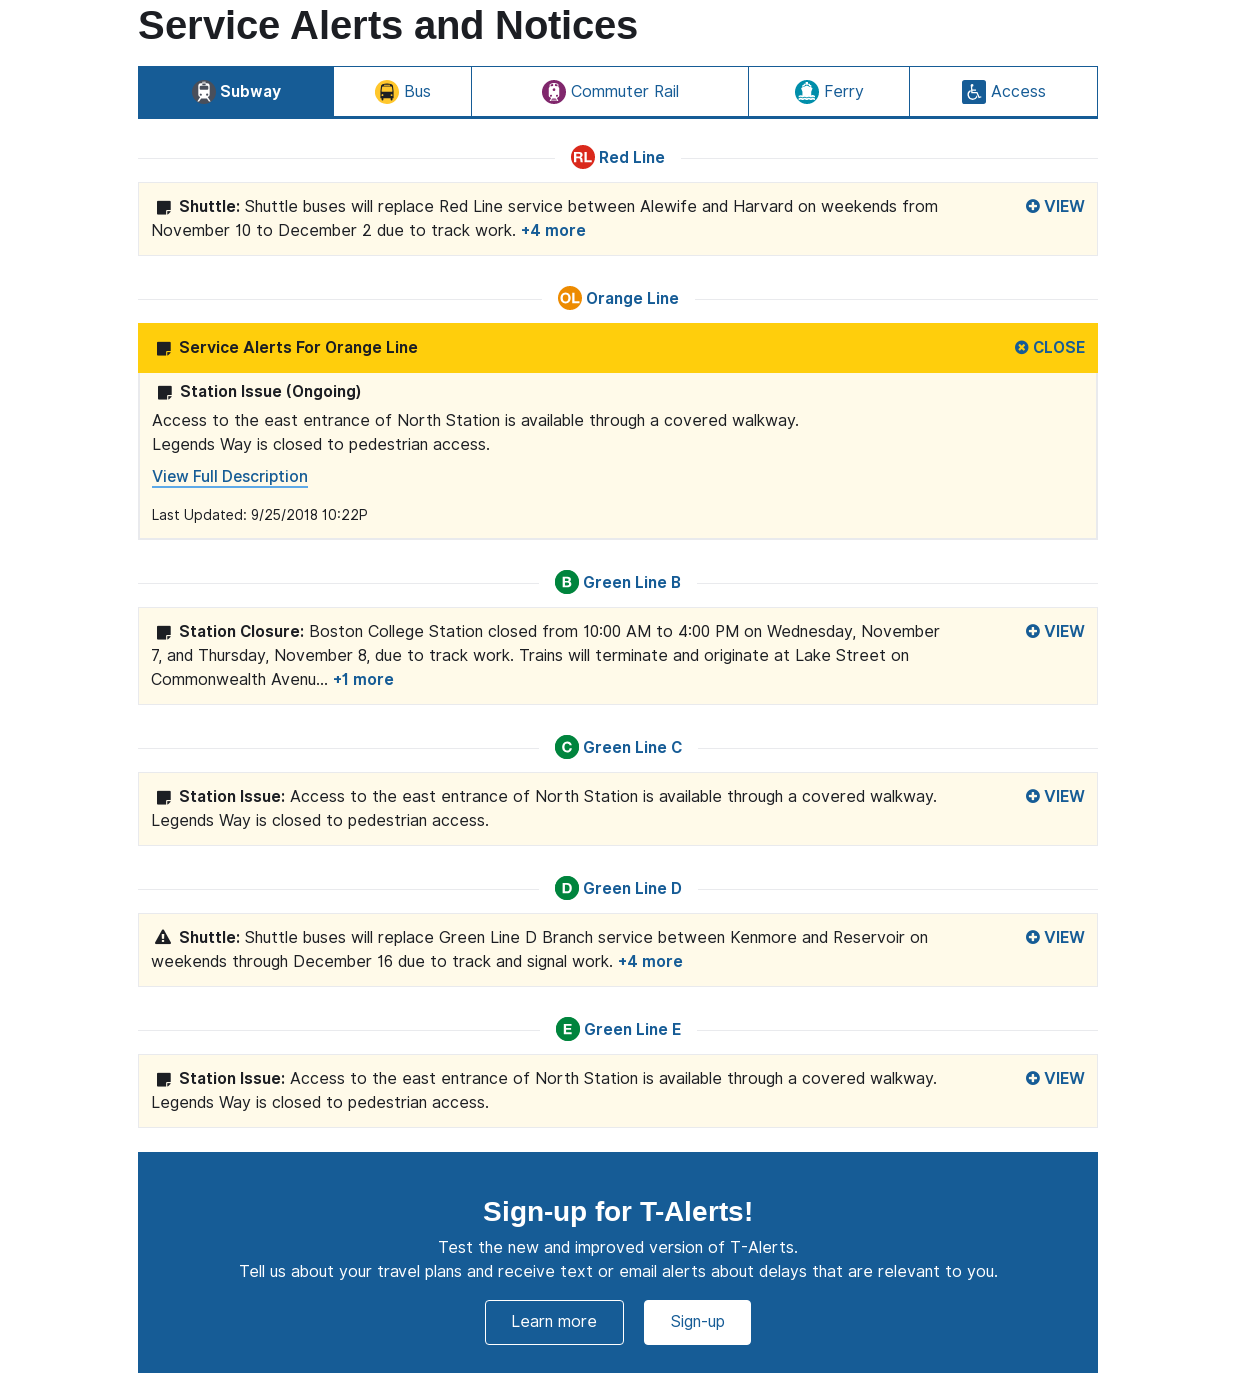 Service Alerts and Notices
Subway Bus Commuter Rail Ferry Access
RL Red Line
Shuttle: Shuttle buses will replace Red Line service between Alewife and Harvard on weekends from VIEW
November 10 to December 2 due to track work. +4 more
OL Orange Line
Service Alerts For Orange Line CLOSE
Station Issue (Ongoing)
Access to the east entrance of North Station is available through a covered walkway.
Legends Way is closed to pedestrian access.
View Full Description
Last Updated: 9/25/2018 10:22P
B Green Line B
Station Closure: Boston College Station closed from 10:00 AM to 4:00 PM on Wednesday, November VIEW
7, and Thursday, November 8, due to track work. Trains will terminate and originate at Lake Street on
Commonwealth Avenu... +1 more
C Green Line C
Station Issue: Access to the east entrance of North Station is available through a covered walkway. VIEW
Legends Way is closed to pedestrian access.
D Green Line D
Shuttle: Shuttle buses will replace Green Line D Branch service between Kenmore and Reservoir on VIEW
weekends through December 16 due to track and signal work. +4 more
E Green Line E
Station Issue: Access to the east entrance of North Station is available through a covered walkway. VIEW
Legends Way is closed to pedestrian access.
Sign-up for T-Alerts!
Test the new and improved version of T-Alerts.
Tell us about your travel plans and receive text or email alerts about delays that are relevant to you.
Learn more Sign-up